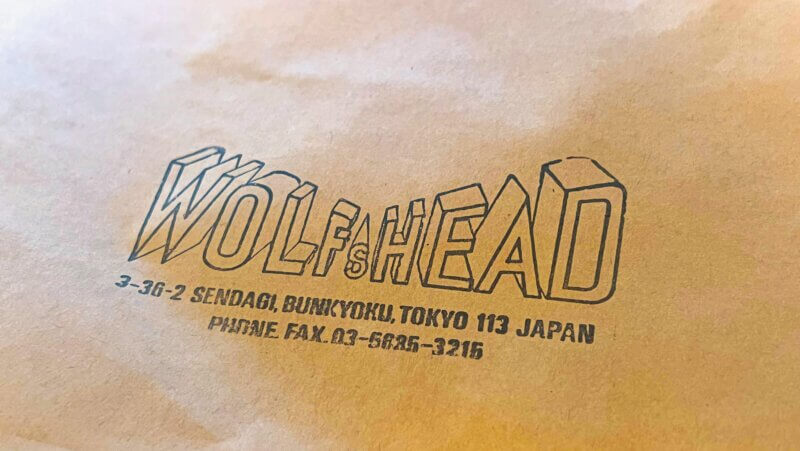 WOLF'S HEAD
3-36-2 SENDAGI, BUNKYOKU, TOKYO 113 JAPAN
PHONE. FAX. 03-5685-3215